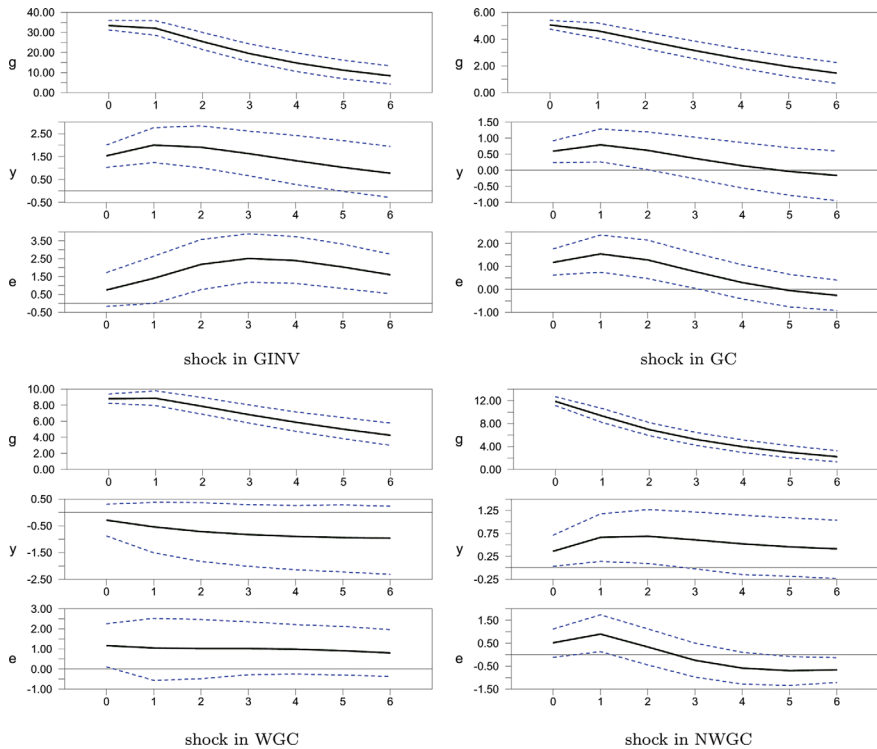 40.00
30.00
g 20.00
10.00
0.00
0 1 2 3 4 5 6
2.50
1.50
y
0.50
-0.50
0 1 2 3 4 5 6
3.50
2.50
e 1.50
0.50
-0.50
0 1 2 3 4 5 6
shock in GINV
6.00
4.00
g
2.00
0.00
0 1 2 3 4 5 6
1.50
1.00
0.50
y 0.00
-0.50
-1.00
0 1 2 3 4 5 6
2.00
1.00
e 0.00
-1.00
0 1 2 3 4 5 6
shock in GC
10.00
8.00
6.00
g 4.00
2.00
0.00
0 1 2 3 4 5 6
0.50
-0.50
y
-1.50
-2.50
0 1 2 3 4 5 6
3.00
2.00
1.00
e 0.00
-1.00
0 1 2 3 4 5 6
shock in WGC
12.00
8.00
g
4.00
0.00
0 1 2 3 4 5 6
1.25
0.75
y
0.25
-0.25
0 1 2 3 4 5 6
0.50
e
-0.50
-1.50
0 1 2 3 4 5 6
shock in NWGC